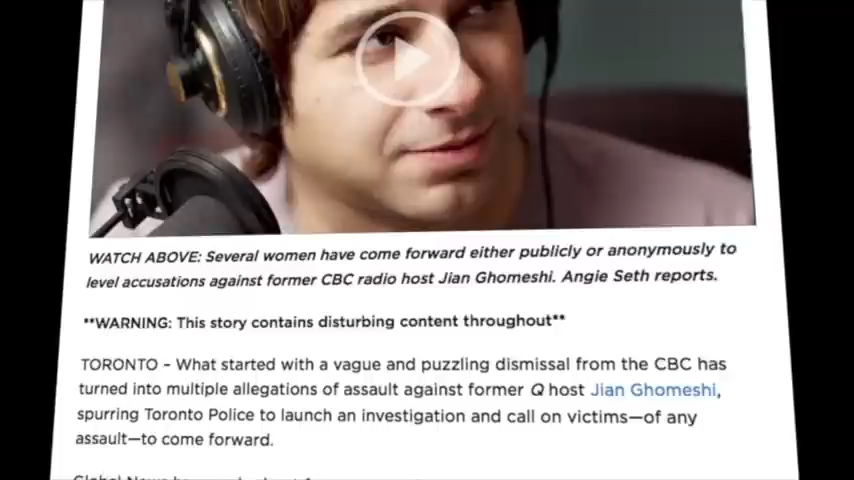 WATCH ABOVE: Several women have come forward either publicly or anonymously to
level accusations against former CBC radio host Jian Ghomeshi. Angie Seth reports.
**WARNING: This story contains disturbing content throughout**
TORONTO – What started with a vague and puzzling dismissal from the CBC has
turned into multiple allegations of assault against former Q host Jian Ghomeshi,
spurring Toronto Police to launch an investigation and call on victims—of any
assault—to come forward.
Global News